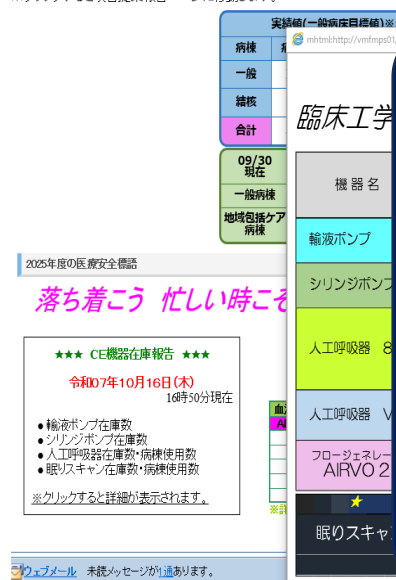 実績値(一般病床目標値)※
病棟
一般
結核
合計
09/30
現在
一般病棟
地域包括ケア
病棟
2025年度の医療安全標語
落ち着こう 忙しい時こそ
★★★ CE機器在庫報告 ★★★
令和07年10月16日(木)
16時50分現在
●輸液ポンプ在庫数
●シリンジポンプ在庫数
●人工呼吸器在庫数・病棟使用数
●眠りスキャン在庫数・病棟使用数
※クリックすると詳細が表示されます。
ウェブメール 未読メッセージが1通あります。
mhtml:http://vmfmps01/
臨床工学
機器名
輸液ポンプ
シリンジポンプ
人工呼吸器 8
人工呼吸器 V
フロージェネレー
AIRVO 2
★
眠りスキャ